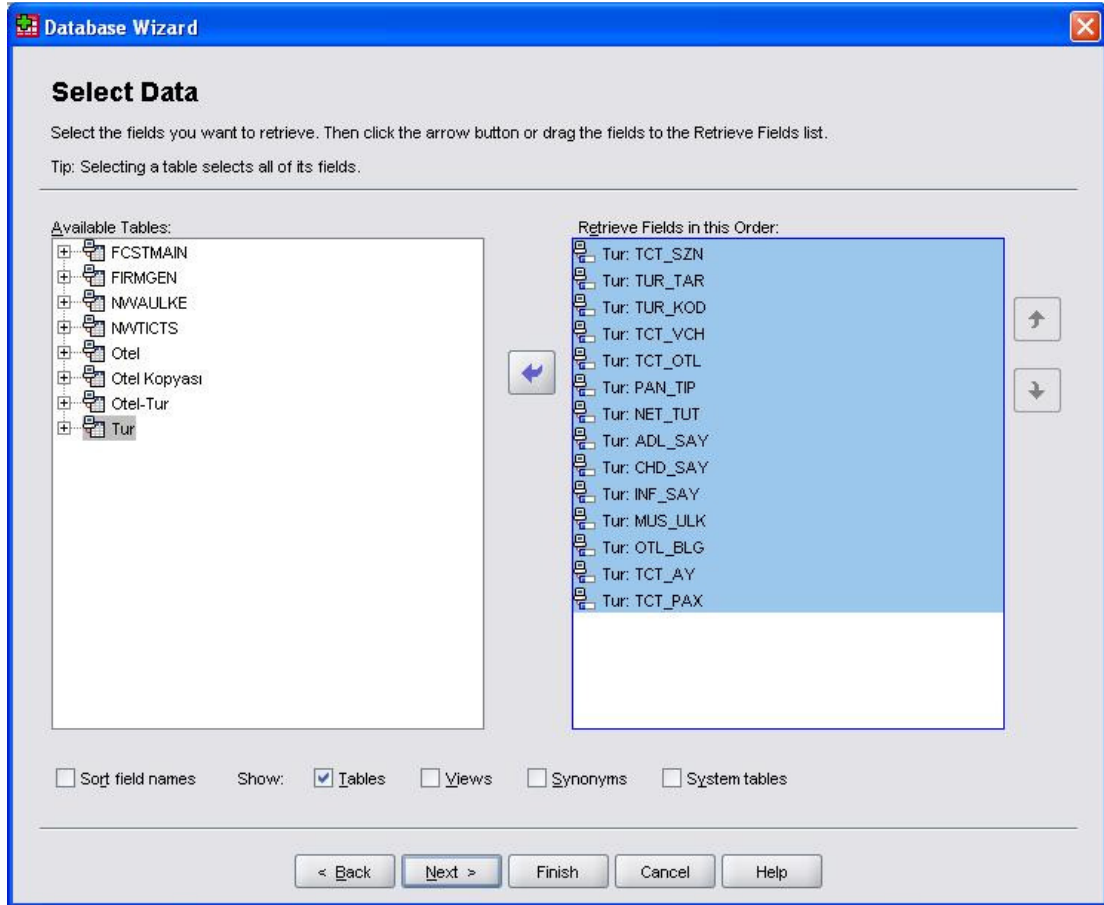 Database Wizard
Select Data
Select the fields you want to retrieve. Then click the arrow button or drag the fields to the Retrieve Fields list.
Tip: Selecting a table selects all of its fields.
Available Tables:
FCSTMAIN
FIRMGEN
NWAULKE
NWTICTS
Otel
Otel Kopyası
Otel-Tur
Tur
Retrieve Fields in this Order:
Tur: TCT_SZN
Tur: TUR_TAR
Tur: TUR_KOD
Tur: TCT_VCH
Tur: TCT_OTL
Tur: PAN_TIP
Tur: NET_TUT
Tur: ADL_SAY
Tur: CHD_SAY
Tur: INF_SAY
Tur: MUS_ULK
Tur: OTL_BLG
Tur: TCT_AY
Tur: TCT_PAX
Sort field names Show: Tables Views Synonyms System tables
< Back Next > Finish Cancel Help